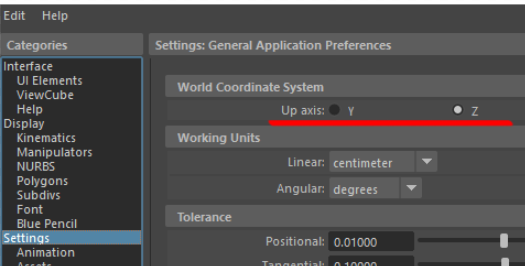 Edit Help
Categories
Interface
UI Elements
ViewCube
Help
Display
Kinematics
Manipulators
NURBS
Polygons
Subdivs
Font
Blue Pencil
Settings
Animation
Assets
Settings: General Application Preferences
World Coordinate System
Up axis: Y Z
Working Units
Linear: centimeter
Angular: degrees
Tolerance
Positional: 0.01000
Tangential: 0.10000